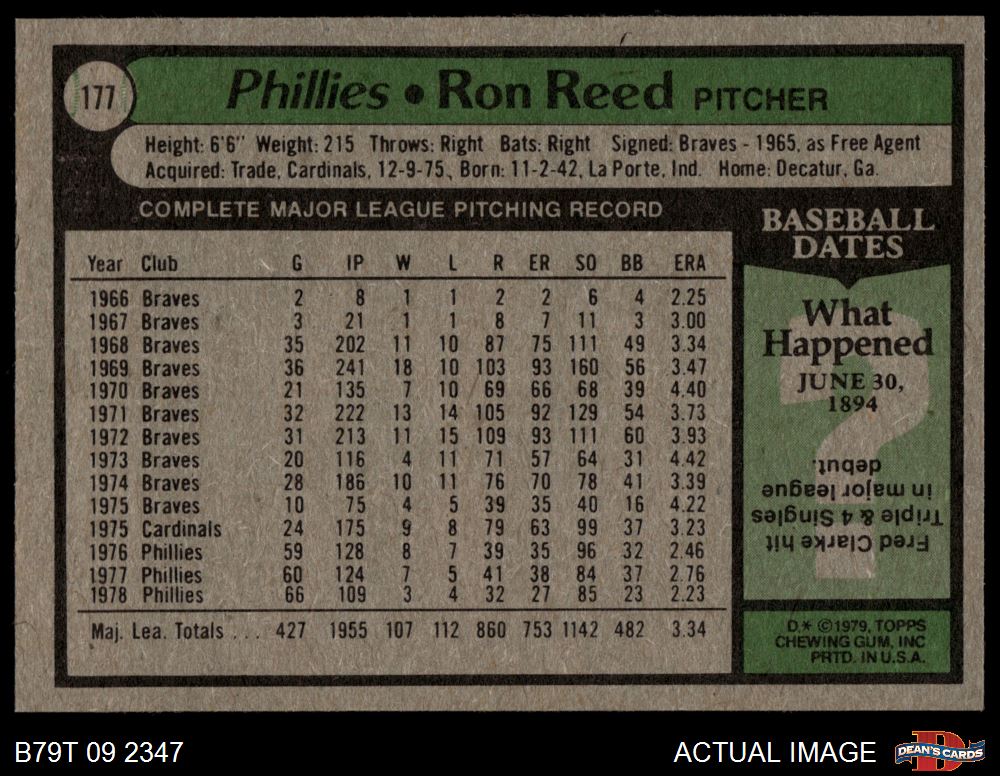 177
Phillies • Ron Reed PITCHER
Height: 6'6" Weight: 215 Throws: Right Bats: Right Signed: Braves - 1965, as Free Agent
Acquired: Trade, Cardinals, 12-9-75, Born: 11-2-42, La Porte, Ind. Home: Decatur, Ga.
COMPLETE MAJOR LEAGUE PITCHING RECORD
Year Club G IP W L R ER SO BB ERA
1966 Braves 2 8 1 1 2 2 6 4 2.25
1967 Braves 3 21 1 1 8 7 11 3 3.00
1968 Braves 35 202 11 10 87 75 111 49 3.34
1969 Braves 36 241 18 10 103 93 160 56 3.47
1970 Braves 21 135 7 10 69 66 68 39 4.40
1971 Braves 32 222 13 14 105 92 129 54 3.73
1972 Braves 31 213 11 15 109 93 111 60 3.93
1973 Braves 20 116 4 11 71 57 64 31 4.42
1974 Braves 28 186 10 11 76 70 78 41 3.39
1975 Braves 10 75 4 5 39 35 40 16 4.22
1975 Cardinals 24 175 9 8 79 63 99 37 3.23
1976 Phillies 59 128 8 7 39 35 96 32 2.46
1977 Phillies 60 124 7 5 41 38 84 37 2.76
1978 Phillies 66 109 3 4 32 27 85 23 2.23
Maj. Lea. Totals ... 427 1955 107 112 860 753 1142 482 3.34
BASEBALL
DATES
What
Happened
JUNE 30,
1894
?
Fred Clarke hit
Triple & 4 Singles
in major league
debut.
D* ©1979, TOPPS
CHEWING GUM, INC
PRTD. IN U.S.A.
B79T 09 2347
ACTUAL IMAGE
DEAN'S CARDS